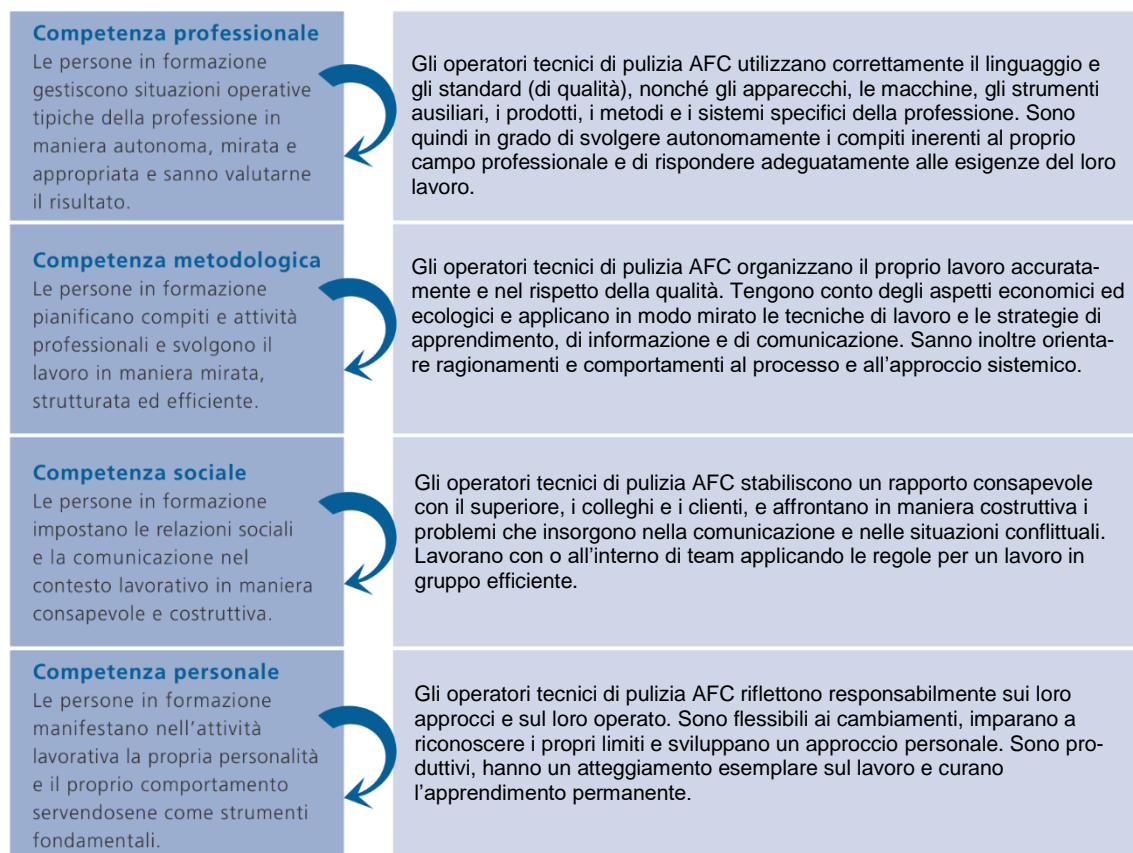 Competenza professionale
Le persone in formazione
gestiscono situazioni operative
tipiche della professione in
maniera autonoma, mirata e
appropriata e sanno valutarne
il risultato.
Gli operatori tecnici di pulizia AFC utilizzano correttamente il linguaggio e
gli standard (di qualità), nonché gli apparecchi, le macchine, gli strumenti
ausiliari, i prodotti, i metodi e i sistemi specifici della professione. Sono
quindi in grado di svolgere autonomamente i compiti inerenti al proprio
campo professionale e di rispondere adeguatamente alle esigenze del loro
lavoro.
Competenza metodologica
Le persone in formazione
pianificano compiti e attività
professionali e svolgono il
lavoro in maniera mirata,
strutturata ed efficiente.
Gli operatori tecnici di pulizia AFC organizzano il proprio lavoro accurata-
mente e nel rispetto della qualità. Tengono conto degli aspetti economici ed
ecologici e applicano in modo mirato le tecniche di lavoro e le strategie di
apprendimento, di informazione e di comunicazione. Sanno inoltre orienta-
re ragionamenti e comportamenti al processo e all'approccio sistemico.
Competenza sociale
Le persone in formazione
impostano le relazioni sociali
e la comunicazione nel
contesto lavorativo in maniera
consapevole e costruttiva.
Gli operatori tecnici di pulizia AFC stabiliscono un rapporto consapevole
con il superiore, i colleghi e i clienti, e affrontano in maniera costruttiva i
problemi che insorgono nella comunicazione e nelle situazioni conflittuali.
Lavorano con o all'interno di team applicando le regole per un lavoro in
gruppo efficiente.
Competenza personale
Le persone in formazione
manifestano nell'attività
lavorativa la propria personalità
e il proprio comportamento
servendosene come strumenti
fondamentali.
Gli operatori tecnici di pulizia AFC riflettono responsabilmente sui loro
approcci e sul loro operato. Sono flessibili ai cambiamenti, imparano a
riconoscere i propri limiti e sviluppano un approccio personale. Sono pro-
duttivi, hanno un atteggiamento esemplare sul lavoro e curano
l'apprendimento permanente.